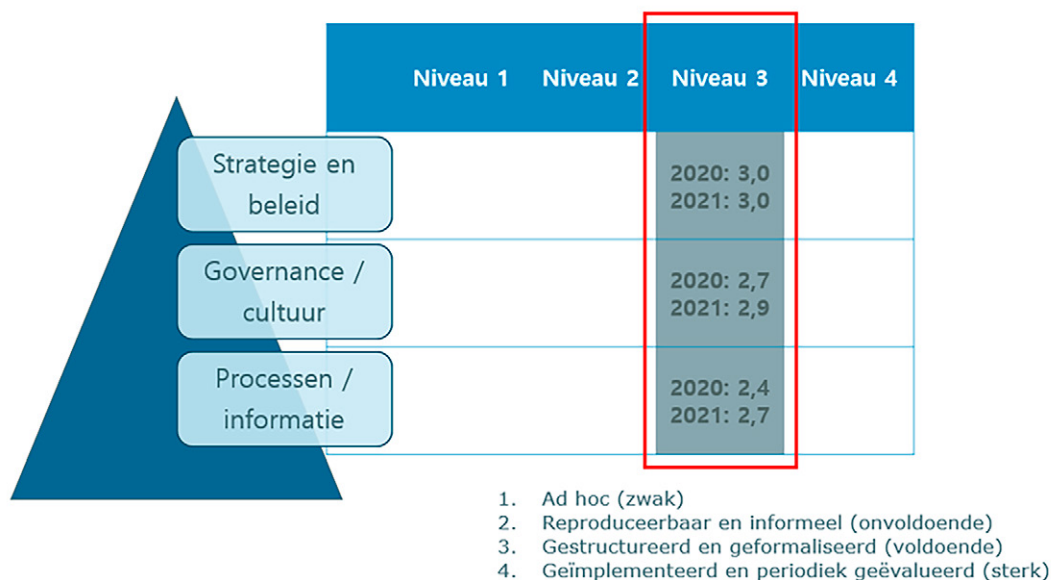 Niveau 1 Niveau 2 Niveau 3 Niveau 4
Strategie en
beleid
2020: 3,0
2021: 3,0
Governance /
cultuur
2020: 2,7
2021: 2,9
Processen /
informatie
2020: 2,4
2021: 2,7
1. Ad hoc (zwak)
2. Reproduceerbaar en informeel (onvoldoende)
3. Gestructureerd en geformaliseerd (voldoende)
4. Geïmplementeerd en periodiek geëvalueerd (sterk)